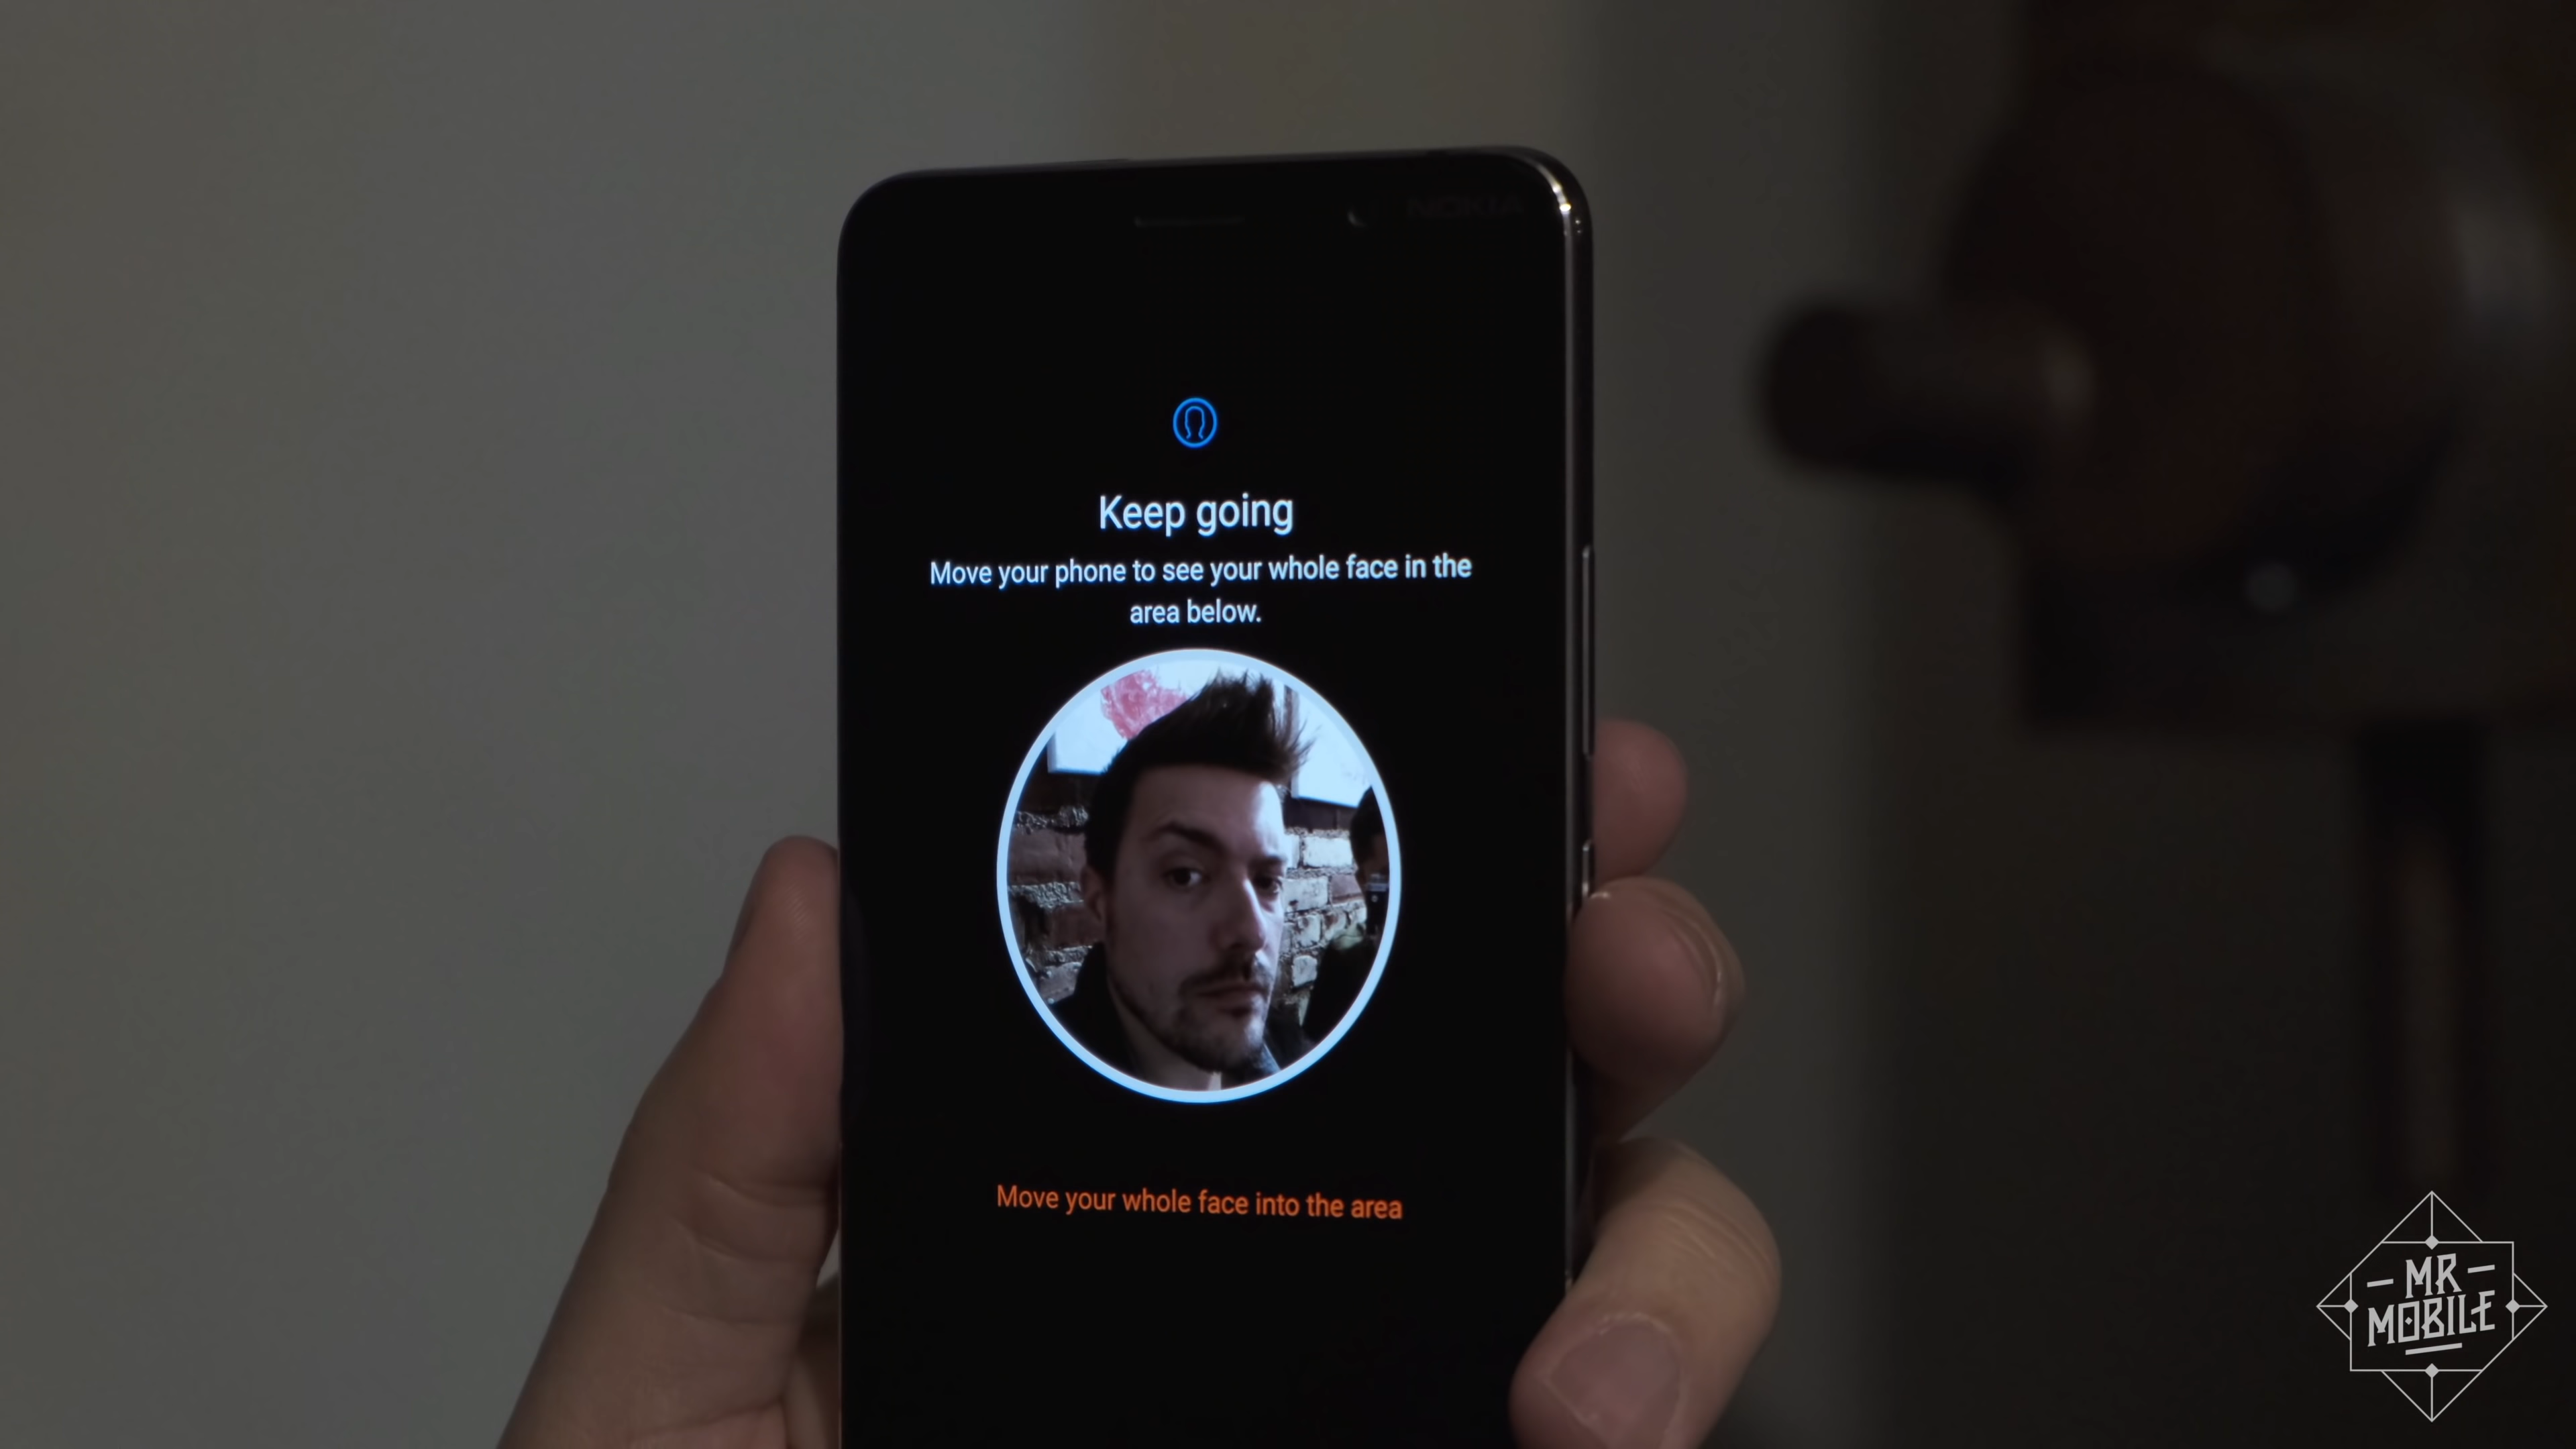 NOKIA
Keep going
Move your phone to see your whole face in the
area below.
Move your whole face into the area
MR
MOBILE